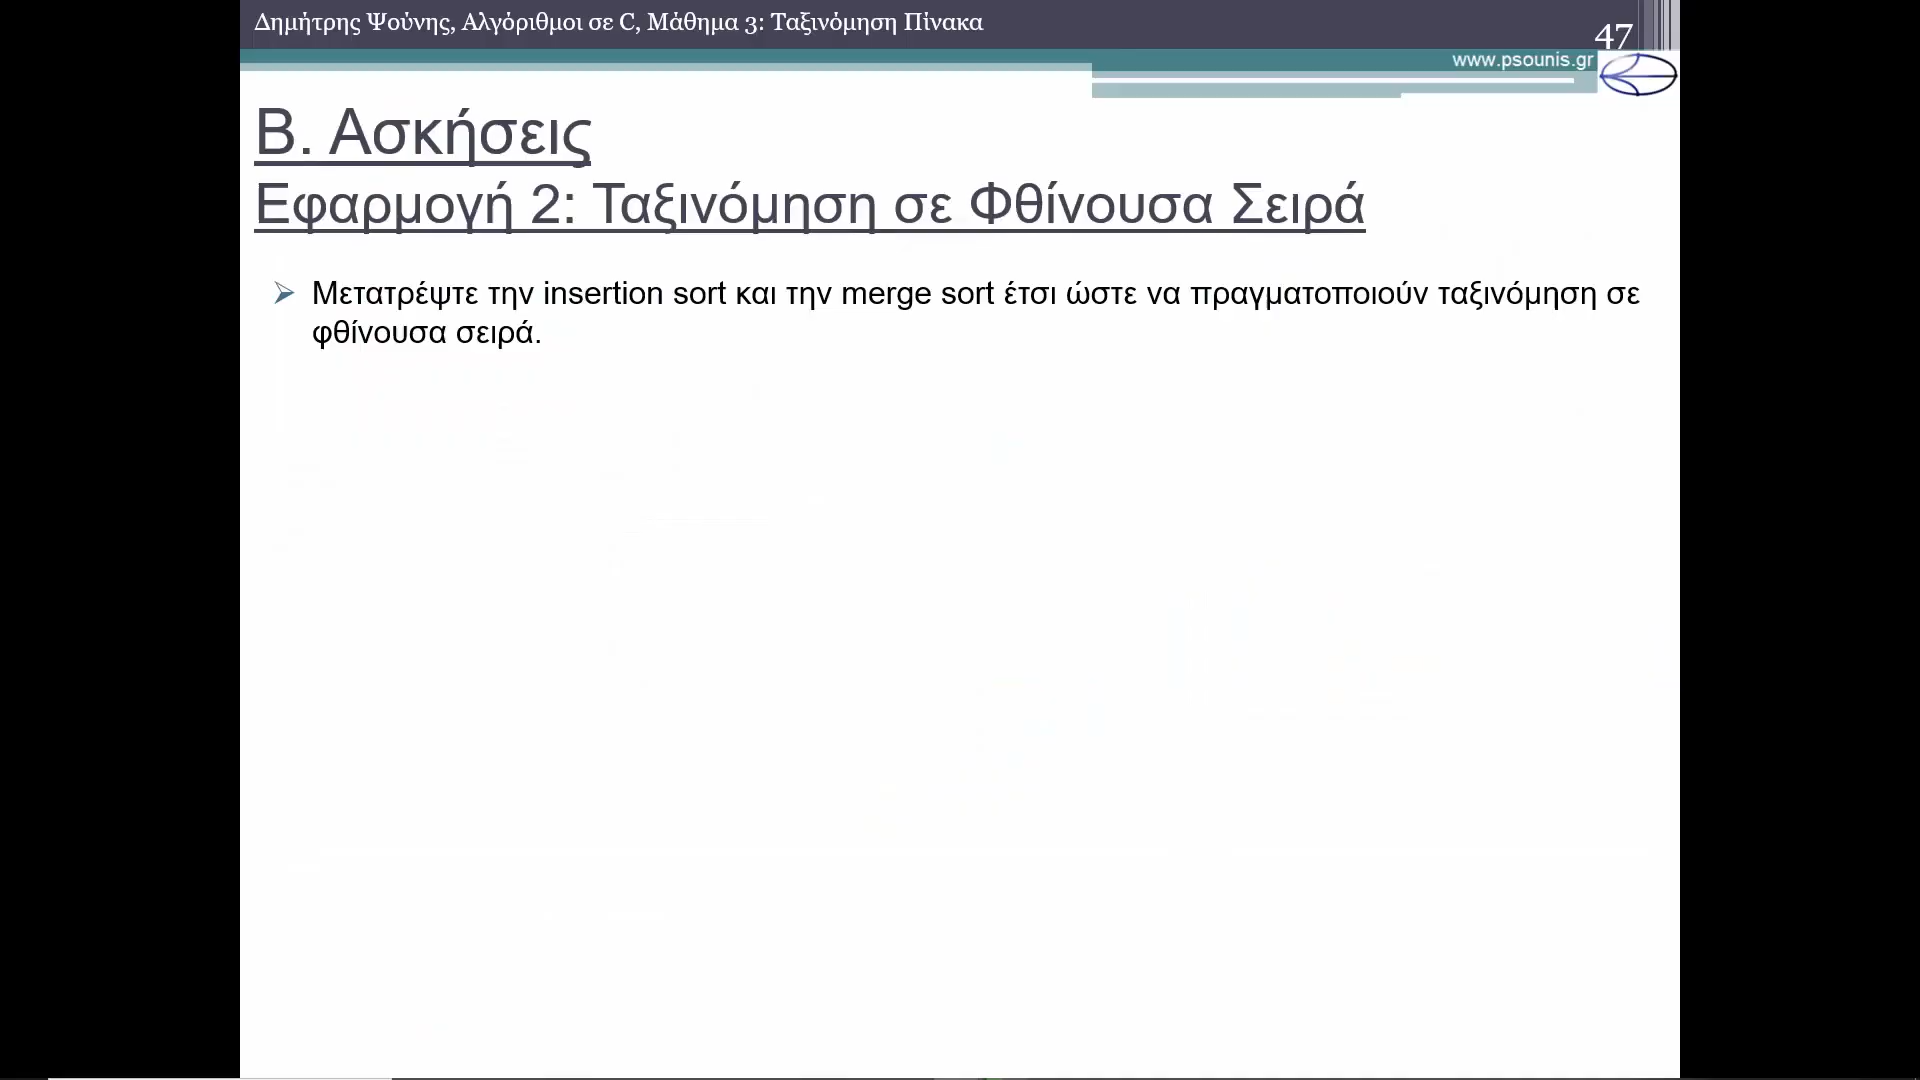 Δημήτρης Ψούνης, Αλγόριθμοι σε C, Μάθημα 3: Ταξινόμηση Πίνακα
47
www.psounis.gr
Β. Ασκήσεις
Εφαρμογή 2: Ταξινόμηση σε Φθίνουσα Σειρά
Μετατρέψτε την insertion sort και την merge sort έτσι ώστε να πραγματοποιούν ταξινόμηση σε
φθίνουσα σειρά.